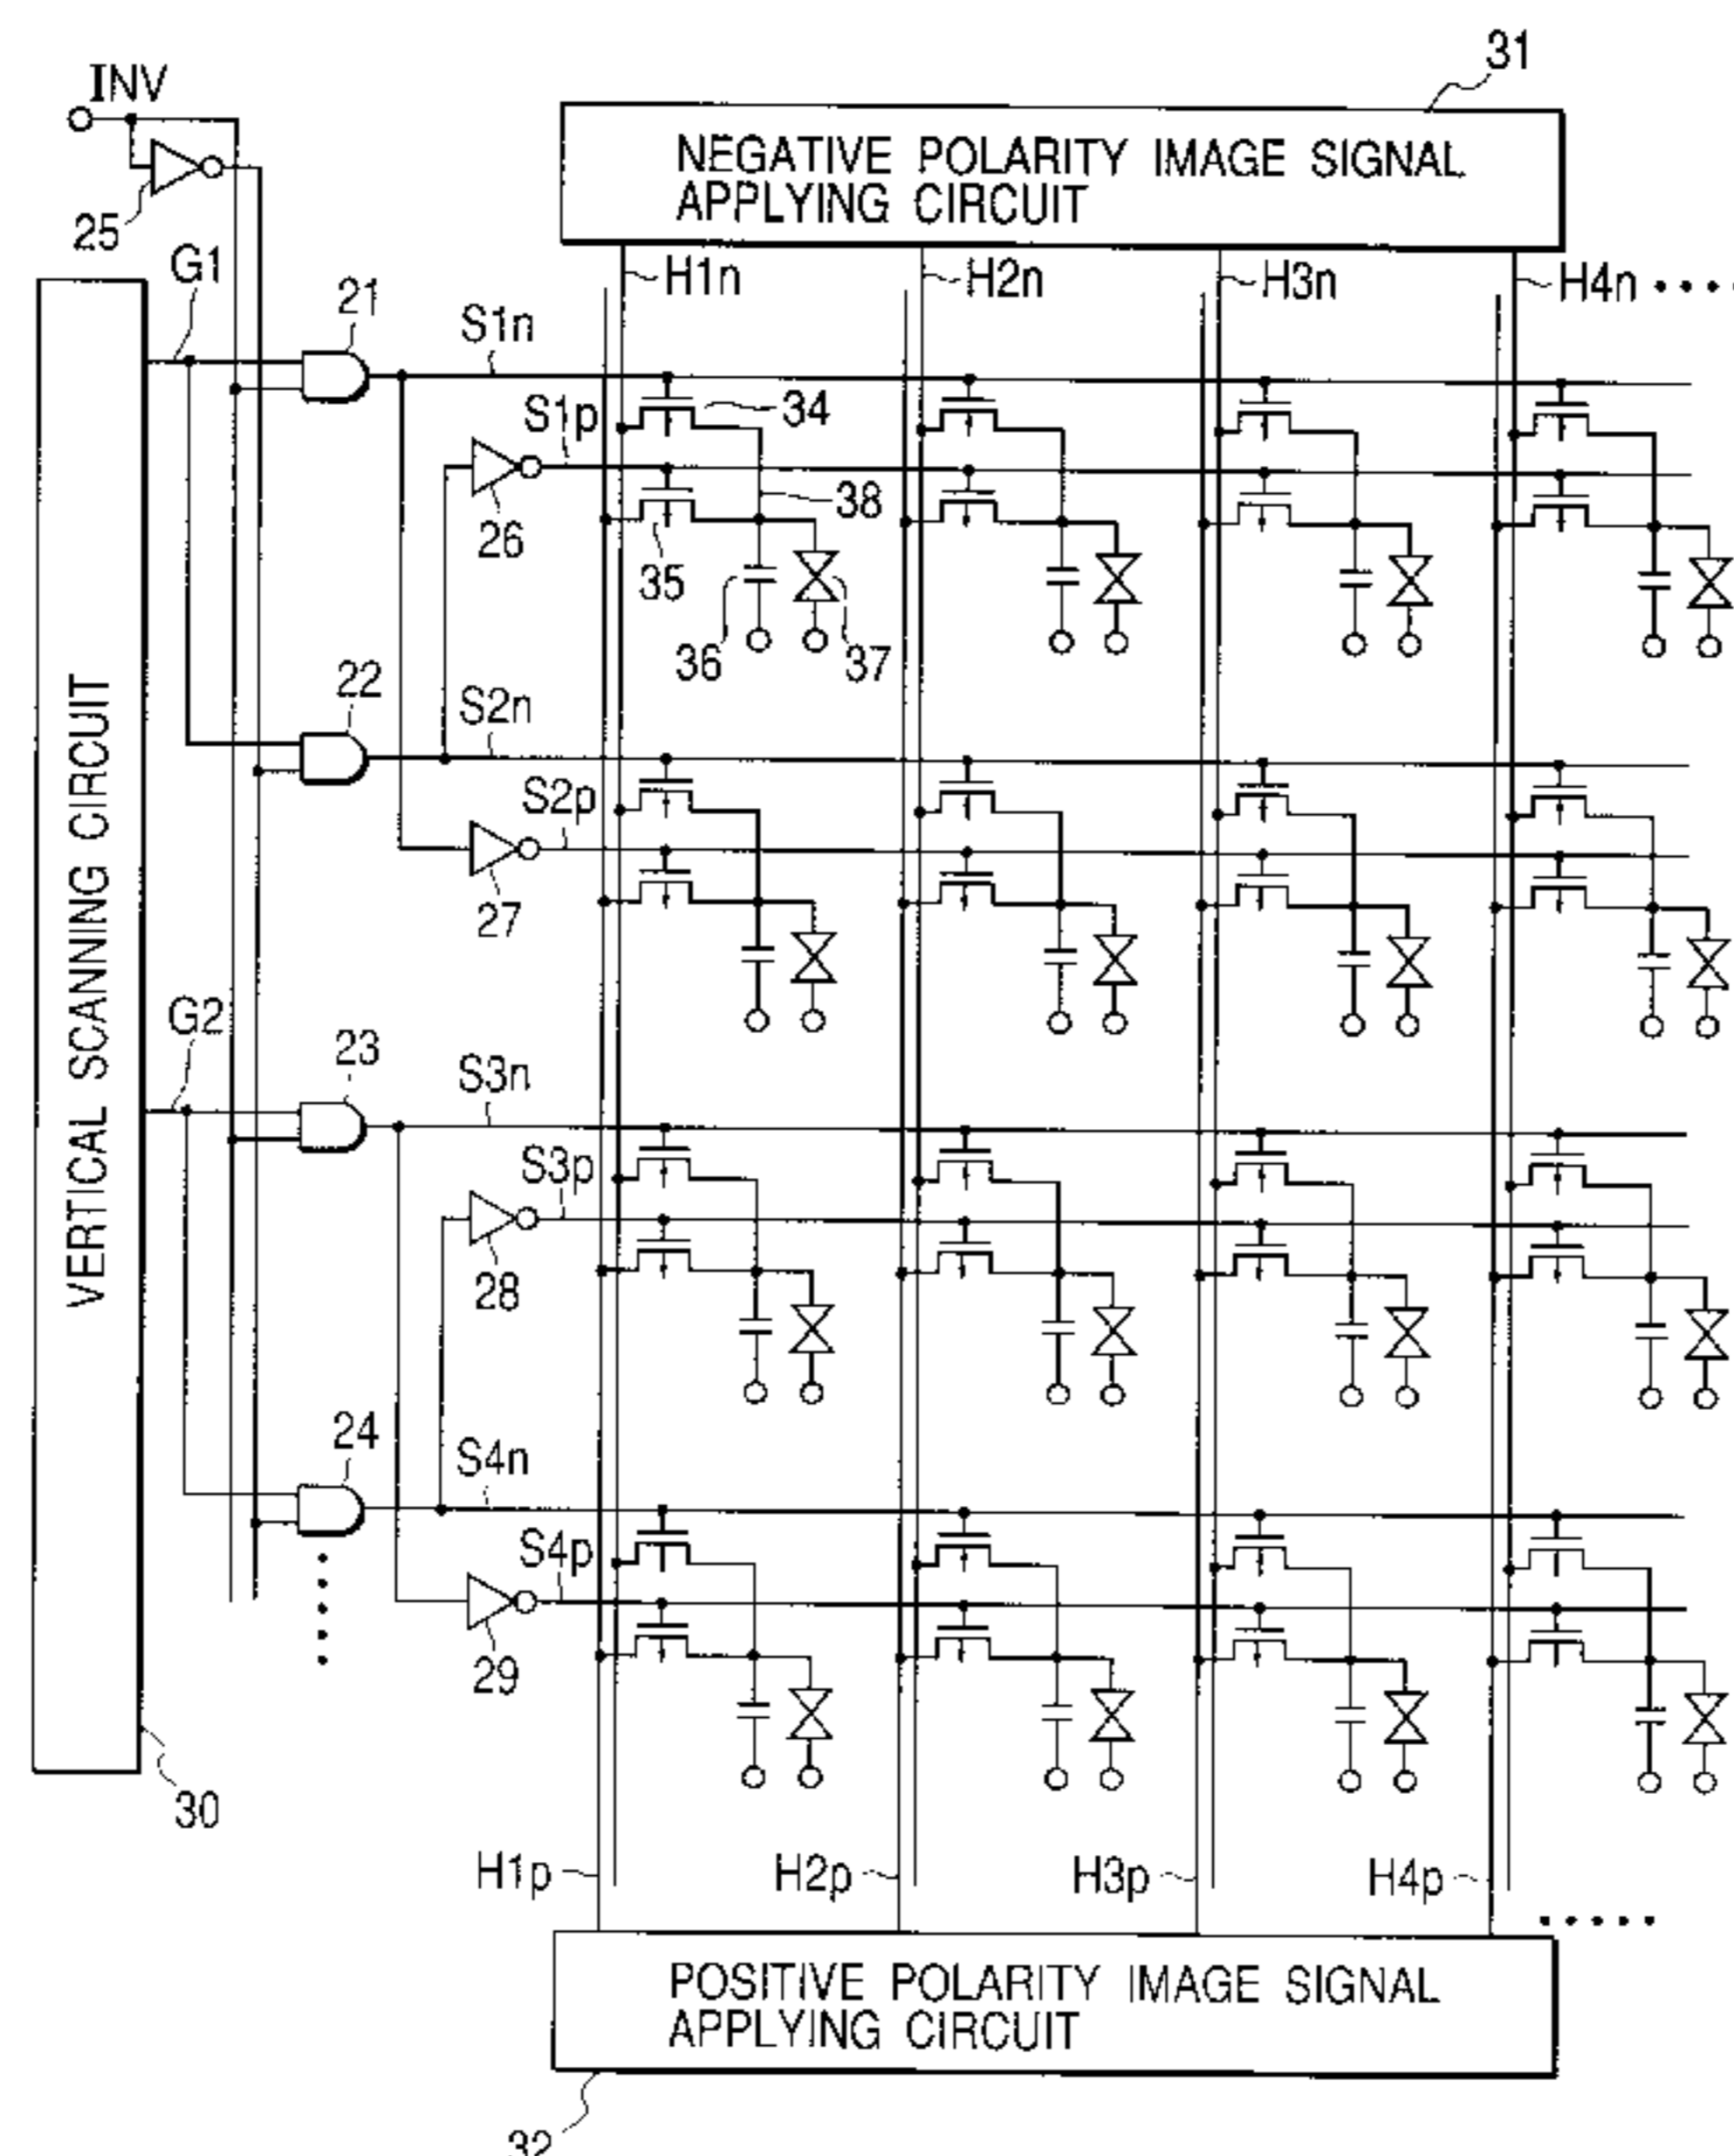 31
INV
NEGATIVE POLARITY IMAGE SIGNAL
APPLYING CIRCUIT
25
G1
H1n
H2n
H3n
H4n
21
S1n
S1p
34
38
26
35
36
37
22
S2n
S2p
27
VERTICAL SCANNING CIRCUIT
G2
23
S3n
S3p
28
24
S4n
S4p
29
30
H1p
H2p
H3p
H4p
POSITIVE POLARITY IMAGE SIGNAL
APPLYING CIRCUIT
32